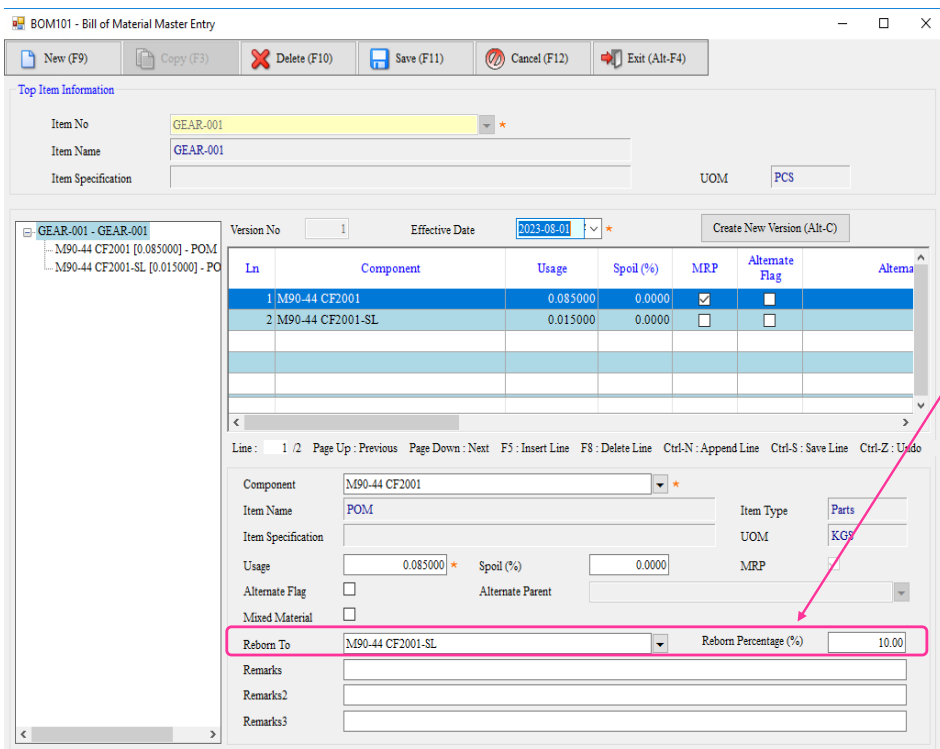 BOM101 - Bill of Material Master Entry
New (F9) Copy (F3) Delete (F10) Save (F11) Cancel (F12) Exit (Alt-F4)
Top Item Information
Item No GEAR-001 *
Item Name GEAR-001
Item Specification UOM PCS
GEAR-001 - GEAR-001
M90-44 CF2001 [0.085000] - POM
M90-44 CF2001-SL [0.015000] - PO
Version No 1 Effective Date 2023-08-01 * Create New Version (Alt-C)
Ln Component Usage Spoil (%) MRP Alternate Flag Alterna
1 M90-44 CF2001 0.085000 0.0000
2 M90-44 CF2001-SL 0.015000 0.0000
Line : 1 /2 Page Up : Previous Page Down : Next F5 : Insert Line F8 : Delete Line Ctrl-N : Append Line Ctrl-S : Save Line Ctrl-Z : Undo
Component M90-44 CF2001 *
Item Name POM Item Type Parts
Item Specification UOM KGS
Usage 0.085000 * Spoil (%) 0.0000 MRP
Alternate Flag Alternate Parent
Mixed Material
Reborn To M90-44 CF2001-SL Reborn Percentage (%) 10.00
Remarks
Remarks2
Remarks3